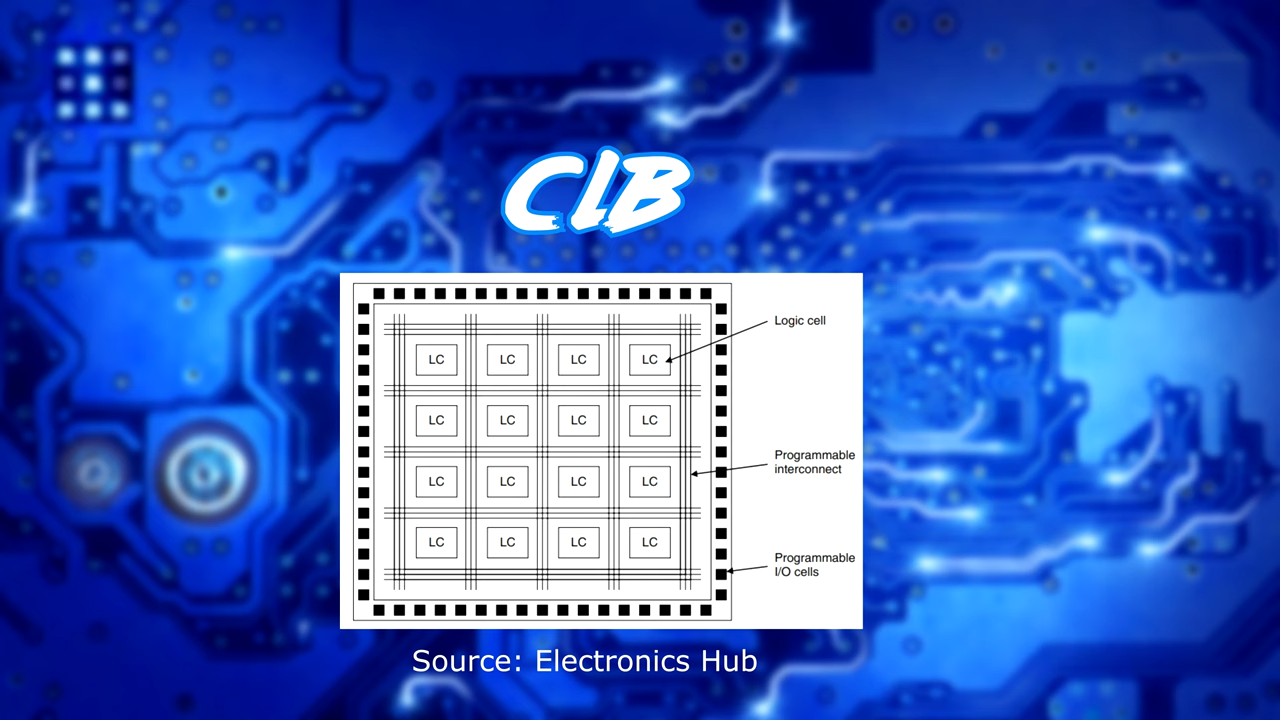 ClB
Logic cell
LC LC LC LC
LC LC LC LC
Programmable
interconnect
LC LC LC LC
LC LC LC LC
Programmable
I/O cells
Source: Electronics Hub